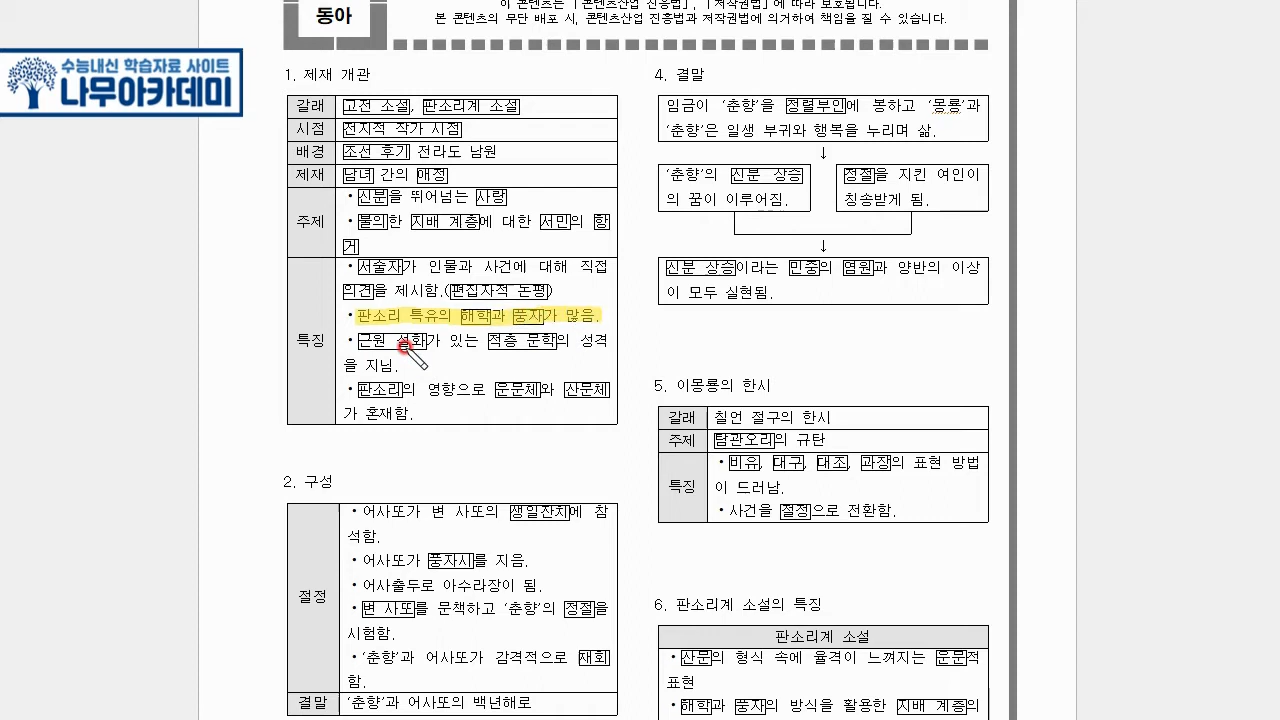 동아
이 콘텐츠는 「콘텐츠산업 진흥법」, 「저작권법」에 따라 보호됩니다.
본 콘텐츠의 무단 배포 시, 콘텐츠산업 진흥법과 저작권법에 의거하여 책임을 질 수 있습니다.
수능내신 학습자료 사이트
나무아카데미
1. 제재 개관
갈래 고전 소설, 판소리계 소설
시점 전지적 작가 시점
배경 조선 후기 전라도 남원
제재 남녀 간의 애정
주제
・신분을 뛰어넘는 사랑
・불의한 지배 계층에 대한 서민의 항
거
특징
・서술자가 인물과 사건에 대해 직접
의견을 제시함.(편집자적 논평)
・판소리 특유의 해학과 풍자가 많음.
・근원 설화가 있는 적층 문학의 성격
을 지님.
・판소리의 영향으로 운문체와 산문체
가 혼재함.
2. 구성
절정
・어사또가 변 사또의 생일잔치에 참
석함.
・어사또가 풍자시를 지음.
・어사출두로 아수라장이 됨.
・변 사또를 문책하고 ‘춘향’의 정절을
시험함.
・‘춘향’과 어사또가 감격적으로 재회
함.
결말 ‘춘향’과 어사또의 백년해로
4. 결말
임금이 ‘춘향’을 정렬부인에 봉하고 ‘몽룡’과
‘춘향’은 일생 부귀와 행복을 누리며 삶.
↓
‘춘향’의 신분 상승
의 꿈이 이루어짐.
정절을 지킨 여인이
칭송받게 됨.
↓
신분 상승이라는 민중의 염원과 양반의 이상
이 모두 실현됨.
5. 이몽룡의 한시
갈래 칠언 절구의 한시
주제 탐관오리의 규탄
특징
・비유, 대구, 대조, 과장의 표현 방법
이 드러남.
・사건을 절정으로 전환함.
6. 판소리계 소설의 특징
판소리계 소설
・산문의 형식 속에 율격이 느껴지는 운문적
표현
・해학과 풍자의 방식을 활용한 지배 계층의